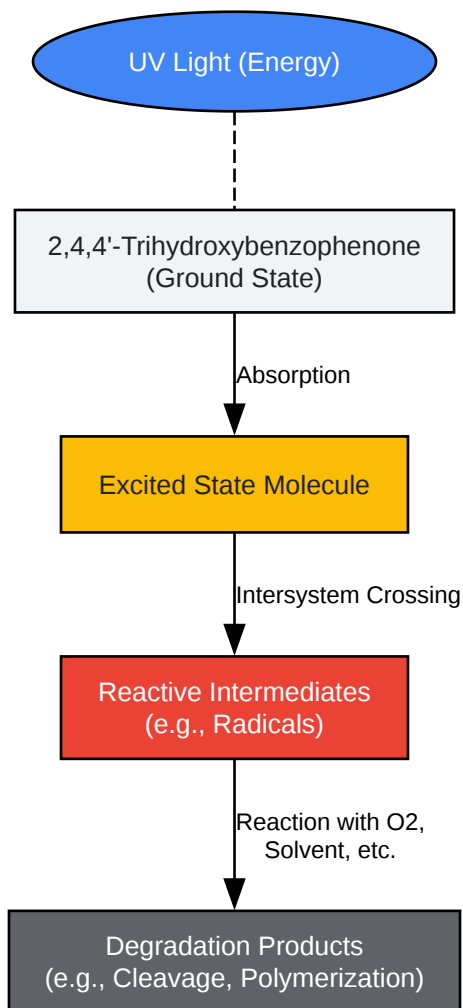 UV Light (Energy)
2,4,4'-Trihydroxybenzophenone
(Ground State)
Absorption
Excited State Molecule
Intersystem Crossing
Reactive Intermediates
(e.g., Radicals)
Reaction with O2,
Solvent, etc.
Degradation Products
(e.g., Cleavage, Polymerization)